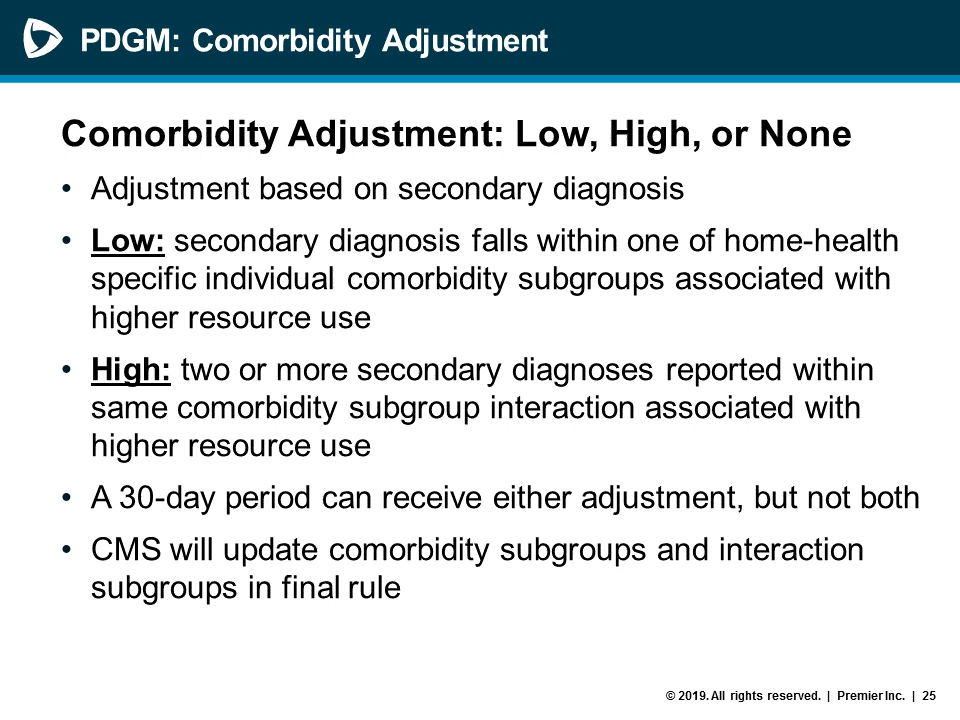 PDGM: Comorbidity Adjustment
Comorbidity Adjustment: Low, High, or None
• Adjustment based on secondary diagnosis
• Low: secondary diagnosis falls within one of home-health
specific individual comorbidity subgroups associated with
higher resource use
• High: two or more secondary diagnoses reported within
same comorbidity subgroup interaction associated with
higher resource use
• A 30-day period can receive either adjustment, but not both
• CMS will update comorbidity subgroups and interaction
subgroups in final rule
© 2019. All rights reserved. | Premier Inc. | 25